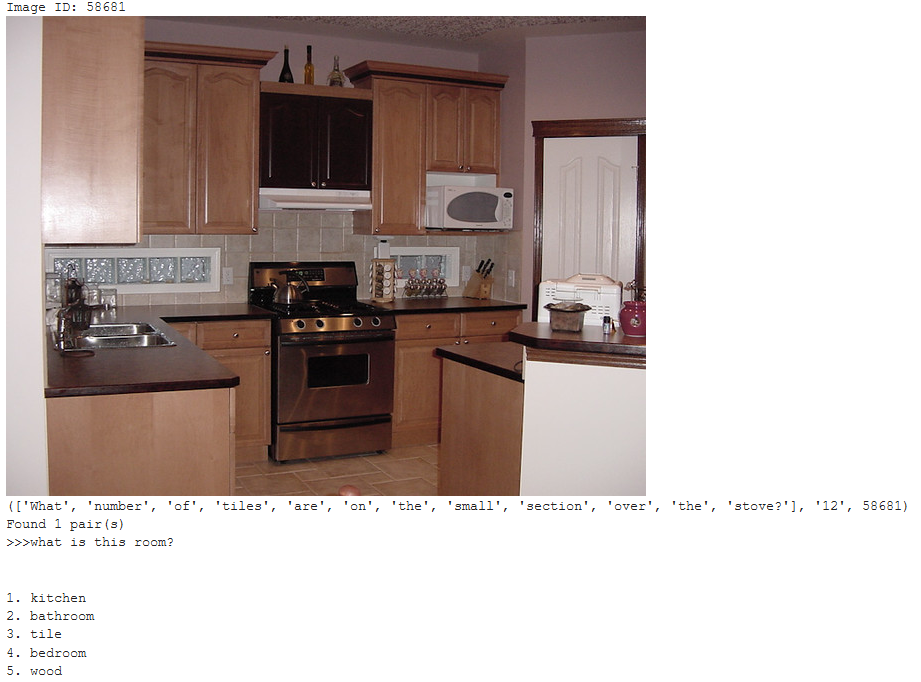 Image ID: 58681
(['What', 'number', 'of', 'tiles', 'are', 'on', 'the', 'small', 'section', 'over', 'the', 'stove?'], '12', 58681)
Found 1 pair(s)
>>>what is this room?
1. kitchen
2. bathroom
3. tile
4. bedroom
5. wood